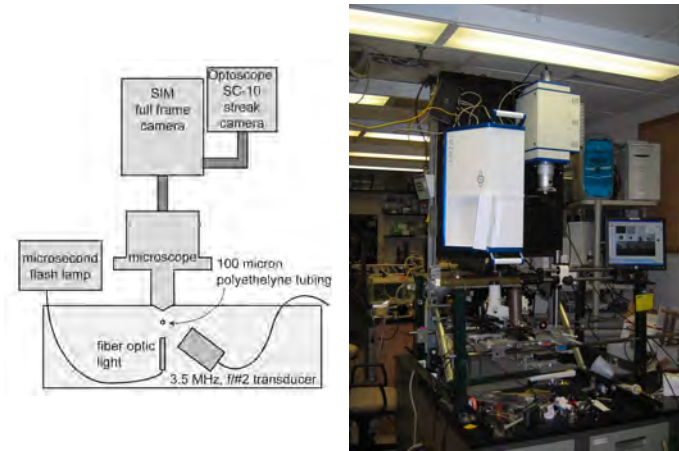 SIM
full frame
camera
Optoscope
SC-10
streak
camera
microscope
microsecond
flash lamp
100 micron
polyethelyne tubing
fiber optic
light
3.5 MHz, f/#2 transducer